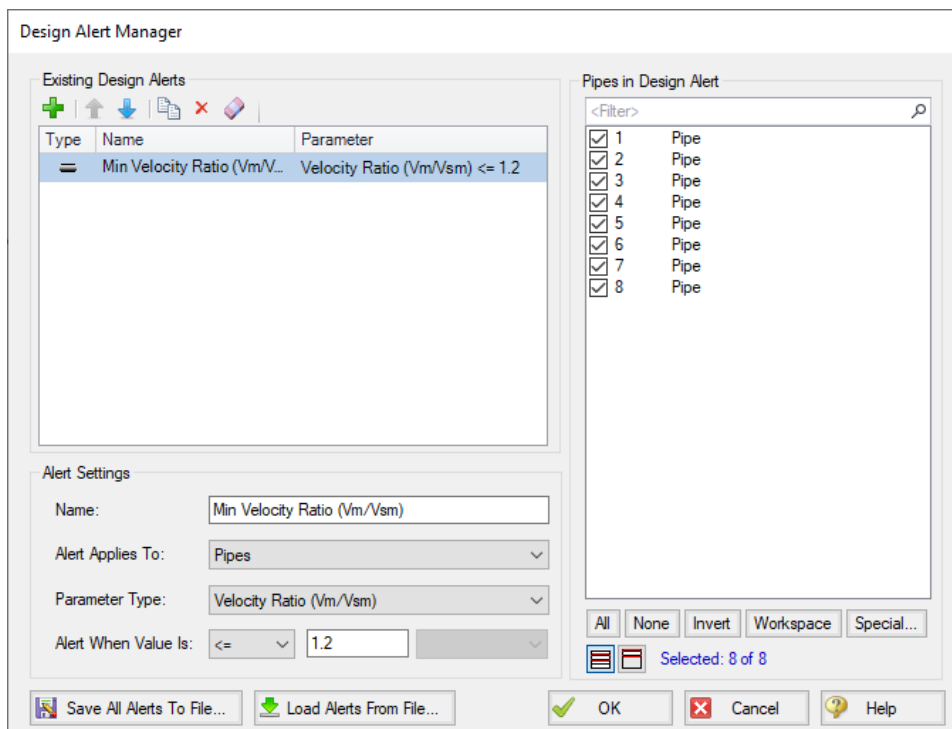 Design Alert Manager
Existing Design Alerts
Type Name Parameter
Min Velocity Ratio (Vm/V... Velocity Ratio (Vm/Vsm) <= 1.2
Alert Settings
Name: Min Velocity Ratio (Vm/Vsm)
Alert Applies To: Pipes
Parameter Type: Velocity Ratio (Vm/Vsm)
Alert When Value Is: <= 1.2
Pipes in Design Alert
<Filter>
1 Pipe
2 Pipe
3 Pipe
4 Pipe
5 Pipe
6 Pipe
7 Pipe
8 Pipe
All None Invert Workspace Special...
Selected: 8 of 8
Save All Alerts To File... Load Alerts From File... OK Cancel Help